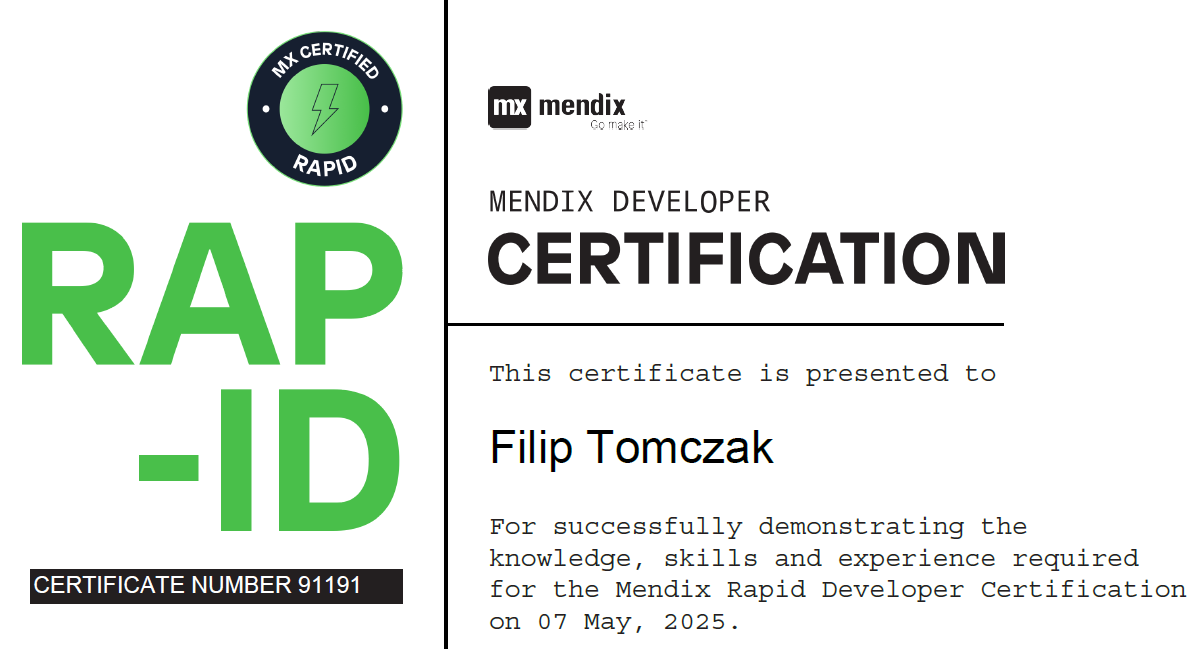 MX CERTIFIED
RAPID
RAP
-ID
CERTIFICATE NUMBER 91191
mx mendix
Go make it
MENDIX DEVELOPER
CERTIFICATION
This certificate is presented to
Filip Tomczak
For successfully demonstrating the
knowledge, skills and experience required
for the Mendix Rapid Developer Certification
on 07 May, 2025.